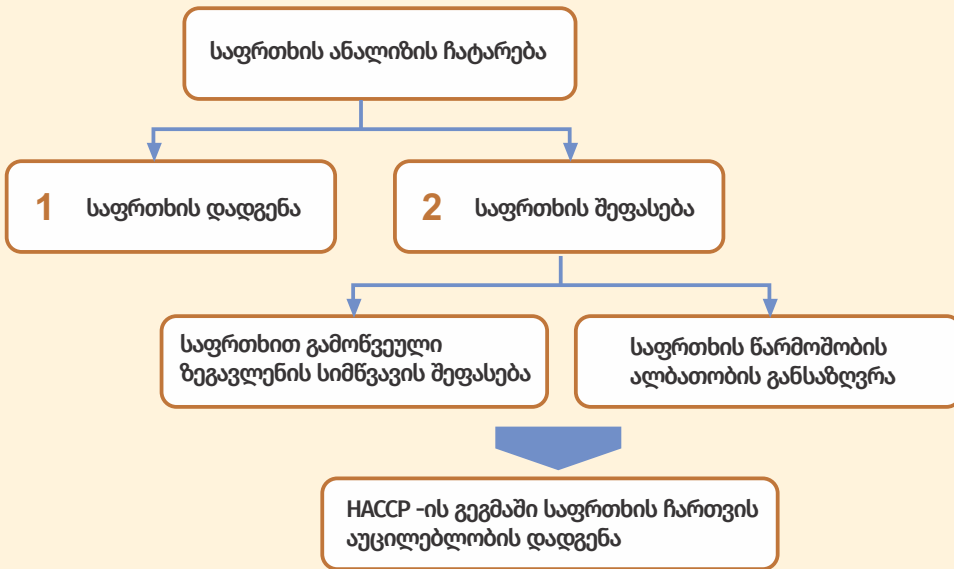 საფრთხის ანალიზის ჩატარება
1 საფრთხის დადგენა
2 საფრთხის შეფასება
საფრთხით გამოწვეული
ზეგავლენის სიმწვავის შეფასება
საფრთხის წარმოშობის
ალბათობის განსაზღვრა
HACCP -ის გეგმაში საფრთხის ჩართვის
აუცილებლობის დადგენა